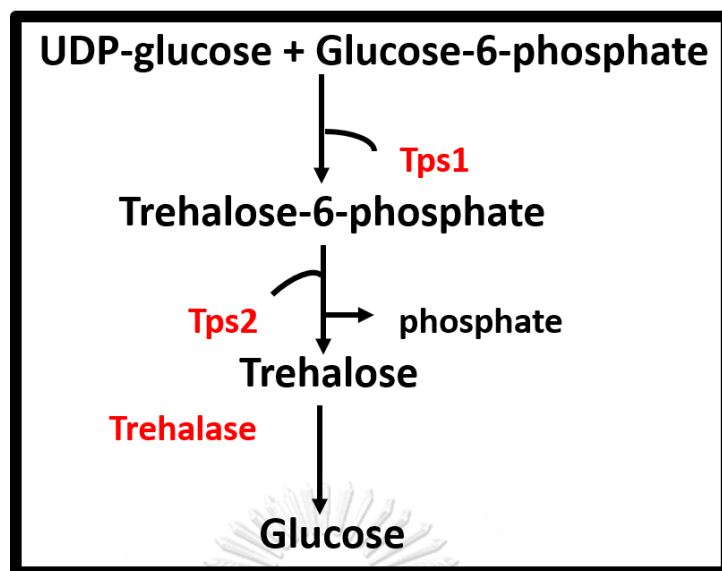 UDP-glucose + Glucose-6-phosphate
Tps1
Trehalose-6-phosphate
Tps2
phosphate
Trehalose
Trehalase
Glucose